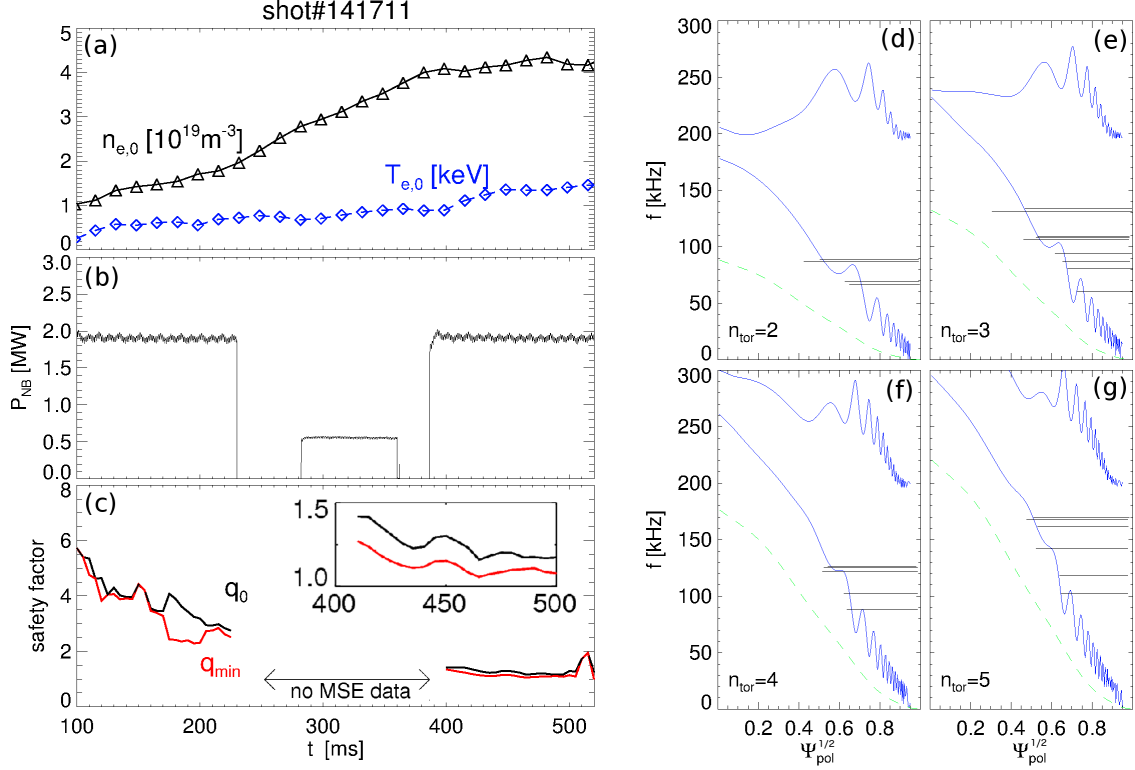 shot#141711
(a)
5
4
3
2
1
0
n_e,0 [10^19 m^-3]
T_e,0 [keV]
(b)
3.0
2.5
2.0
1.5
1.0
0.5
0.0
P_NB [MW]
(c)
8
6
4
2
0
safety factor
q_0
q_min
no MSE data
1.5
1.0
400 450 500
100 200 300 400 500
t [ms]
(d)
300
250
200
150
100
50
0
f [kHz]
n_tor=2
(e)
n_tor=3
(f)
300
250
200
150
100
50
0
f [kHz]
n_tor=4
(g)
n_tor=5
0.2 0.4 0.6 0.8
Ψ_pol^1/2
0.2 0.4 0.6 0.8
Ψ_pol^1/2